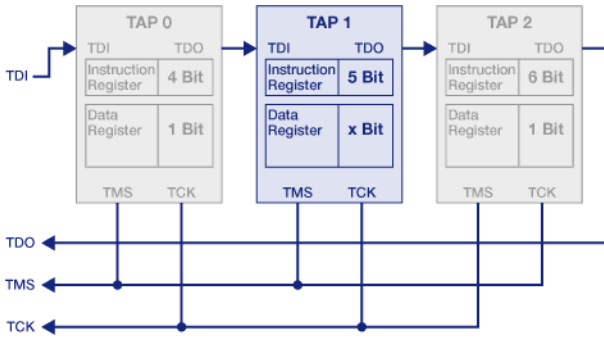 TAP 0
TDI TDO
Instruction Register 4 Bit
Data Register 1 Bit
TMS TCK
TAP 1
TDI TDO
Instruction Register 5 Bit
Data Register x Bit
TMS TCK
TAP 2
TDI TDO
Instruction Register 6 Bit
Data Register 1 Bit
TMS TCK
TDI
TDO
TMS
TCK